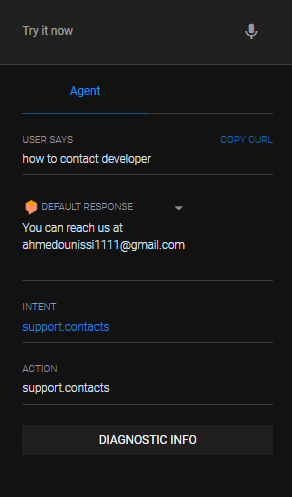 Try it now
Agent
USER SAYS COPY CURL
how to contact developer
DEFAULT RESPONSE
You can reach us at
ahmedounissi1111@gmail.com
INTENT
support.contacts
ACTION
support.contacts
DIAGNOSTIC INFO